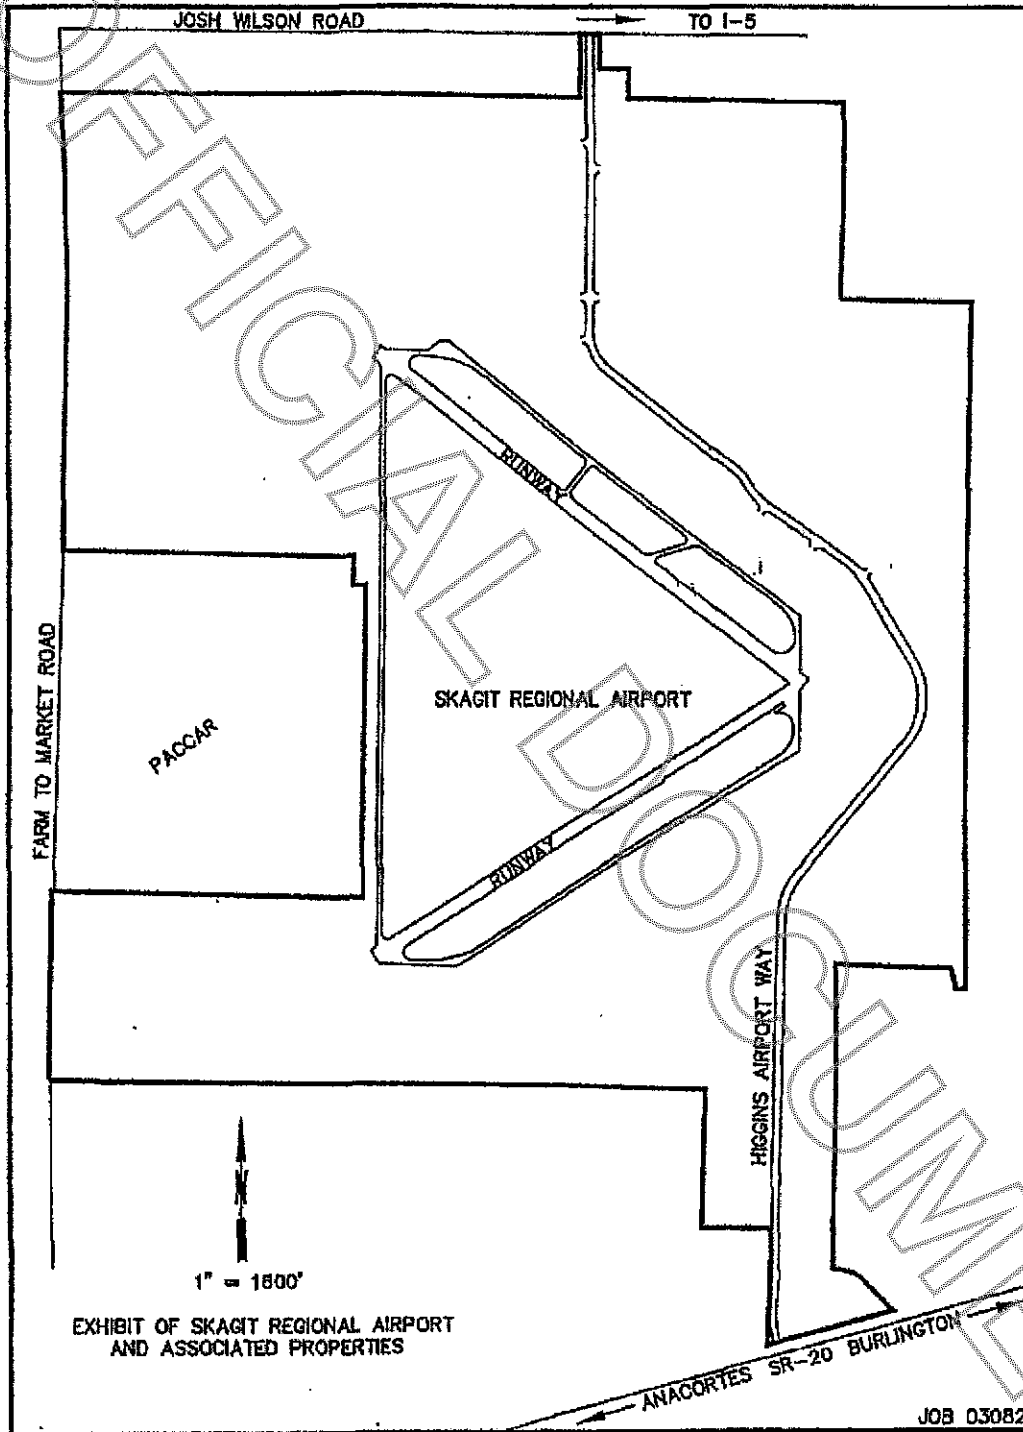 JOSH WILSON ROAD
TO I-5
RUNWAY
SKAGIT REGIONAL AIRPORT
FARM TO MARKET ROAD
PACCAR
RUNWAY
HIGGINS AIRPORT WAY
N
1" = 1600'
EXHIBIT OF SKAGIT REGIONAL AIRPORT
AND ASSOCIATED PROPERTIES
ANACORTES SR-20 BURLINGTON
JOB 03082
OFFICIAL DOCUME